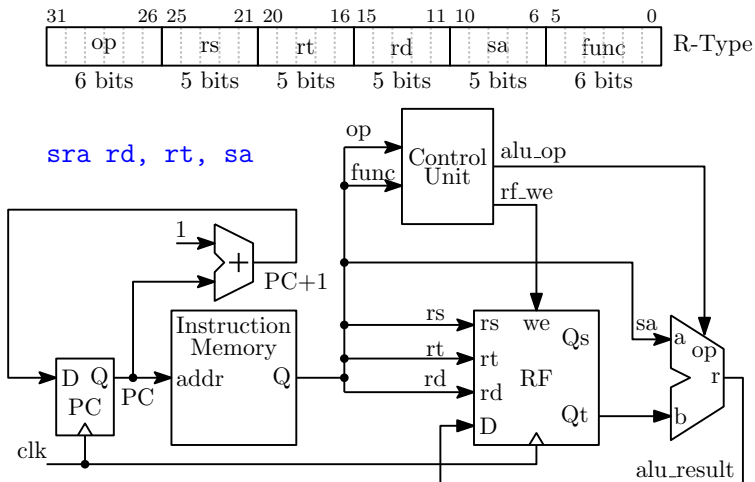 31 26 25 21 20 16 15 11 10 6 5 0
op rs rt rd sa func R-Type
6 bits 5 bits 5 bits 5 bits 5 bits 6 bits
sra rd, rt, sa
op
func
Control
Unit
alu_op
rf_we
1
+
PC+1
Instruction
Memory
addr Q
D Q
PC
PC
clk
rs
rt
rd
rs
rt
rd
D
we
RF
Qs
Qt
sa
a
op
r
b
alu_result